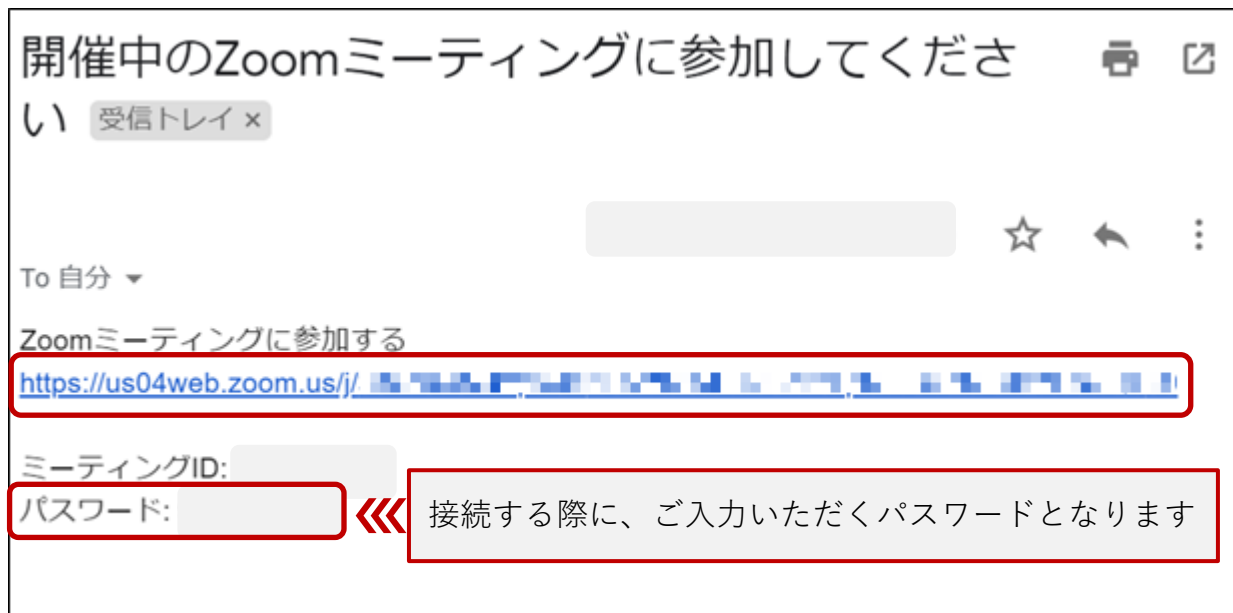 開催中のZoomミーティングに参加してくださ
い 受信トレイ ×
To 自分
Zoomミーティングに参加する
https://us04web.zoom.us/j/
ミーティングID:
パスワード:
接続する際に、ご入力いただくパスワードとなります